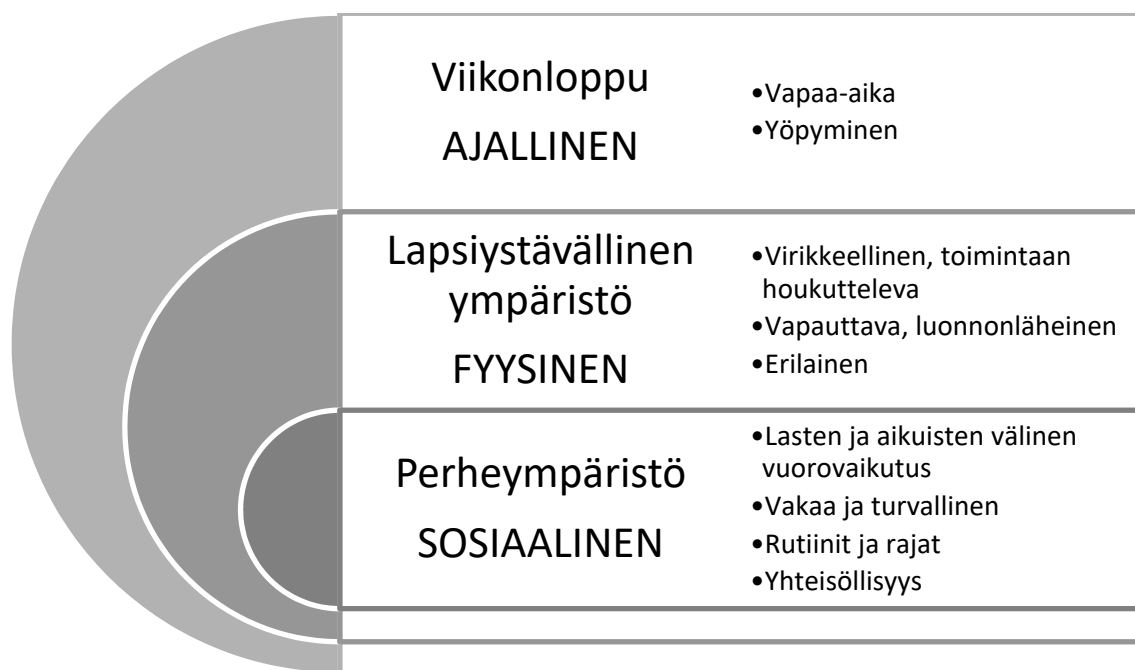 Viikonloppu
AJALLINEN
•Vapaa-aika
•Yöpyminen
Lapsiystävällinen
ympäristö
FYYSINEN
•Virikkeellinen, toimintaan
houkutteleva
•Vapauttava, luonnonläheinen
•Erilainen
Perheympäristö
SOSIAALINEN
•Lasten ja aikuisten välinen
vuorovaikutus
•Vakaa ja turvallinen
•Rutiinit ja rajat
•Yhteisöllisyys